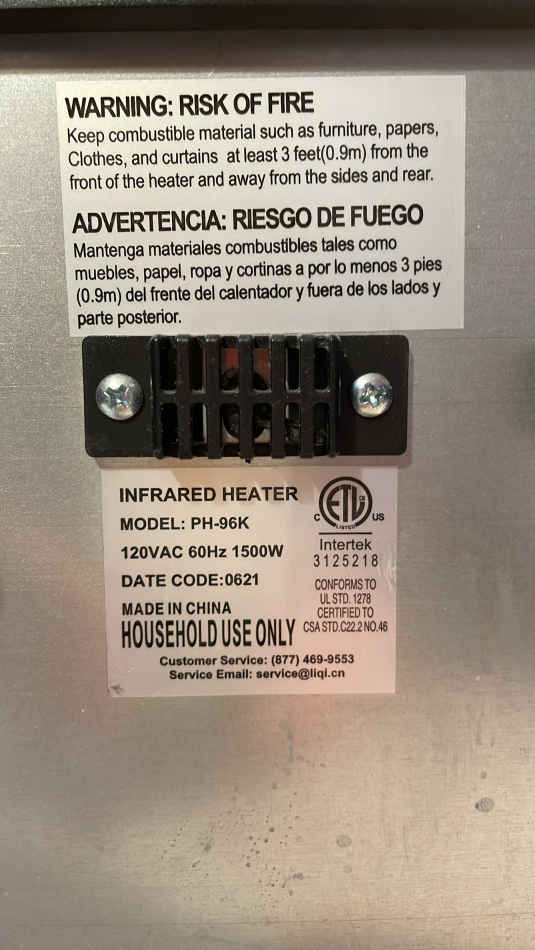 WARNING: RISK OF FIRE
Keep combustible material such as furniture, papers,
Clothes, and curtains at least 3 feet(0.9m) from the
front of the heater and away from the sides and rear.
ADVERTENCIA: RIESGO DE FUEGO
Mantenga materiales combustibles tales como
muebles, papel, ropa y cortinas a por lo menos 3 pies
(0.9m) del frente del calentador y fuera de los lados y
parte posterior.
INFRARED HEATER
MODEL: PH-96K
120VAC 60Hz 1500W
DATE CODE:0621
MADE IN CHINA
HOUSEHOLD USE ONLY
ETL
LISTED
C US
Intertek
3125218
CONFORMS TO
UL STD. 1278
CERTIFIED TO
CSA STD.C22.2 NO.46
Customer Service: (877) 469-9553
Service Email: service@liqi.cn